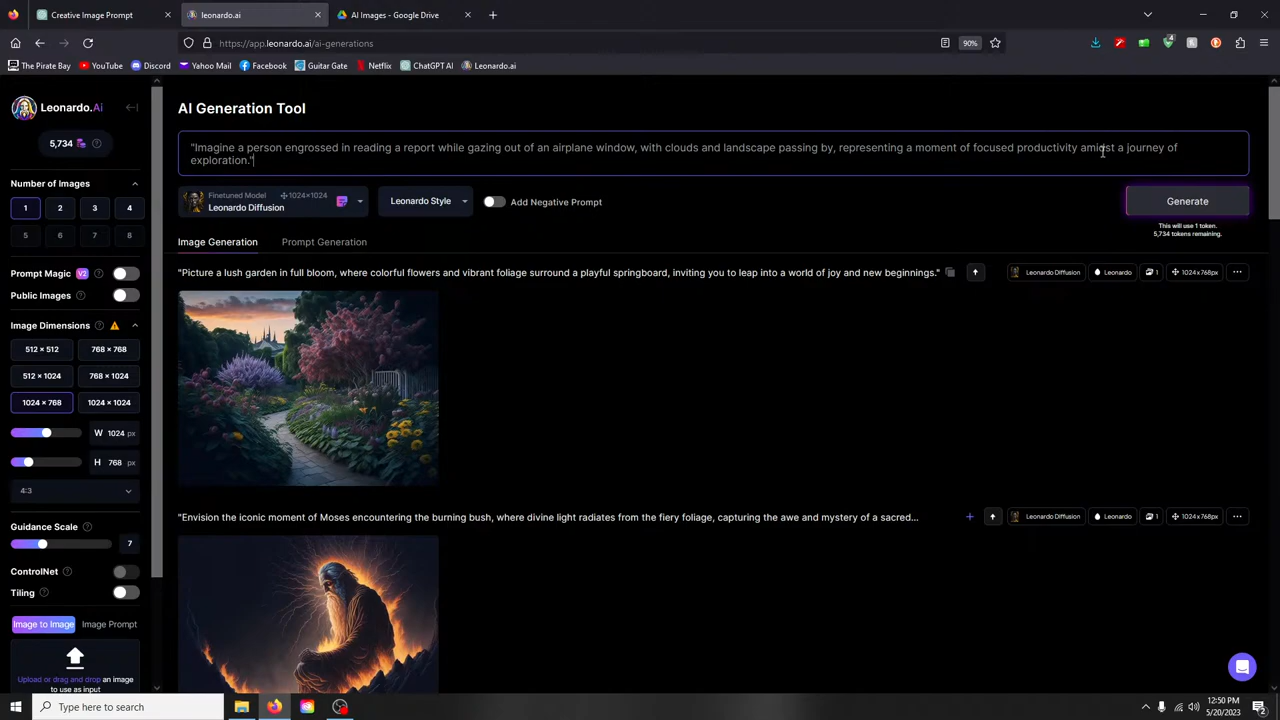 Creative Image Prompt
leonardo.ai
AI Images - Google Drive
https://app.leonardo.ai/ai-generations
90%
The Pirate Bay
YouTube
Discord
Yahoo Mail
Facebook
Guitar Gate
Netflix
ChatGPT AI
Leonardo.ai
4
Leonardo.Ai
5,734
Number of Images
1 2 3 4
5 6 7 8
Prompt Magic V2
Public Images
Image Dimensions
512 × 512 768 × 768
512 × 1024 768 × 1024
1024 × 768 1024 × 1024
W 1024 px
H 768 px
4:3
Guidance Scale
7
ControlNet
Tiling
Image to Image Image Prompt
Upload or drag and drop an image
to use as input
AI Generation Tool
"Imagine a person engrossed in reading a report while gazing out of an airplane window, with clouds and landscape passing by, representing a moment of focused productivity amidst a journey of
exploration."
Finetuned Model 1024×1024
Leonardo Diffusion
Leonardo Style
Add Negative Prompt
Generate
This will use 1 token.
5,734 tokens remaining.
Image Generation Prompt Generation
"Picture a lush garden in full bloom, where colorful flowers and vibrant foliage surround a playful springboard, inviting you to leap into a world of joy and new beginnings."
Leonardo Diffusion Leonardo 1 1024x768px
"Envision the iconic moment of Moses encountering the burning bush, where divine light radiates from the fiery foliage, capturing the awe and mystery of a sacred...
Leonardo Diffusion Leonardo 1 1024x768px
Type here to search
12:50 PM
5/20/2023
2